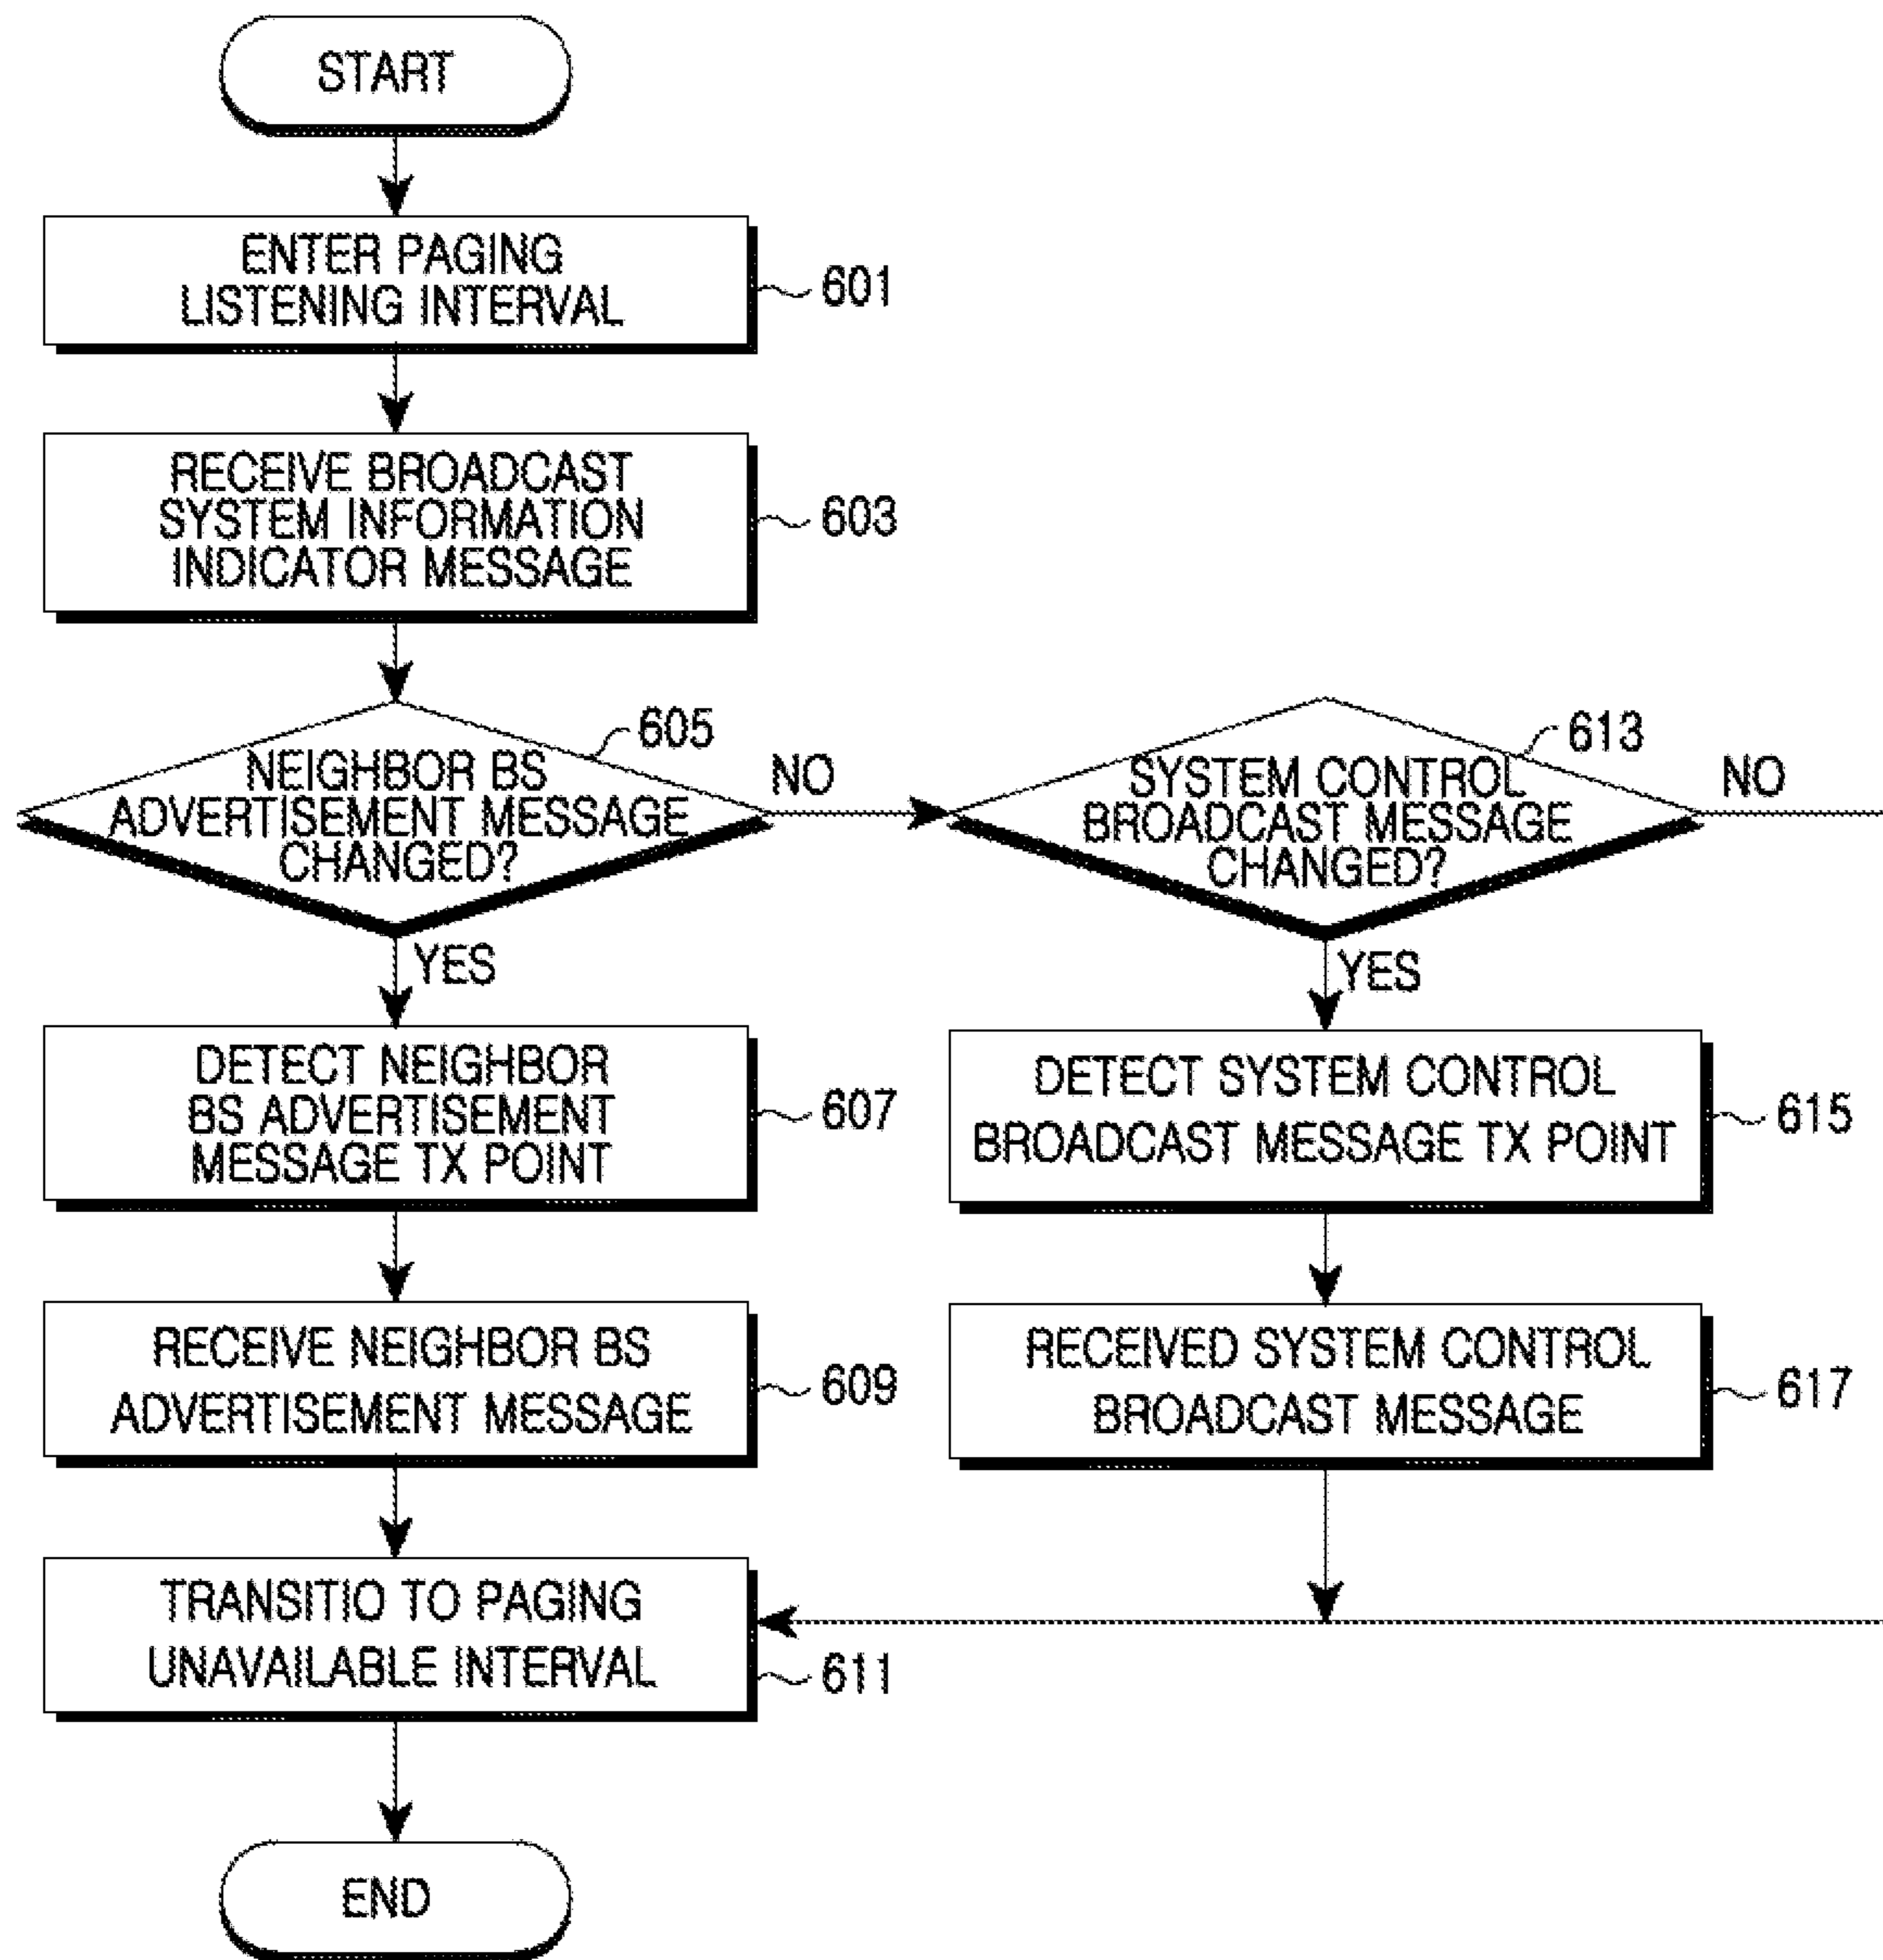 START
ENTER PAGING
LISTENING INTERVAL
601
RECEIVE BROADCAST
SYSTEM INFORMATION
INDICATOR MESSAGE
603
605
NEIGHBOR BS
ADVERTISEMENT MESSAGE
CHANGED?
NO
YES
613
SYSTEM CONTROL
BROADCAST MESSAGE
CHANGED?
NO
YES
DETECT NEIGHBOR
BS ADVERTISEMENT
MESSAGE TX POINT
607
DETECT SYSTEM CONTROL
BROADCAST MESSAGE TX POINT
615
RECEIVE NEIGHBOR BS
ADVERTISEMENT MESSAGE
609
RECEIVED SYSTEM CONTROL
BROADCAST MESSAGE
617
TRANSITIO TO PAGING
UNAVAILABLE INTERVAL
611
END